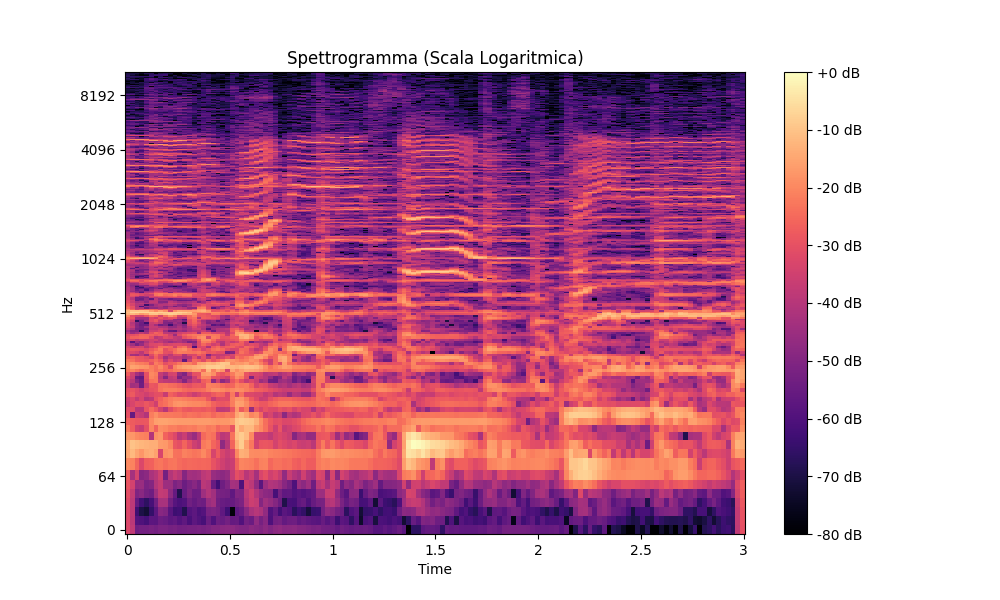 Spettrogramma (Scala Logaritmica)
Hz
8192
4096
2048
1024
512
256
128
64
0
0
0.5
1
1.5
2
2.5
3
Time
+0 dB
-10 dB
-20 dB
-30 dB
-40 dB
-50 dB
-60 dB
-70 dB
-80 dB